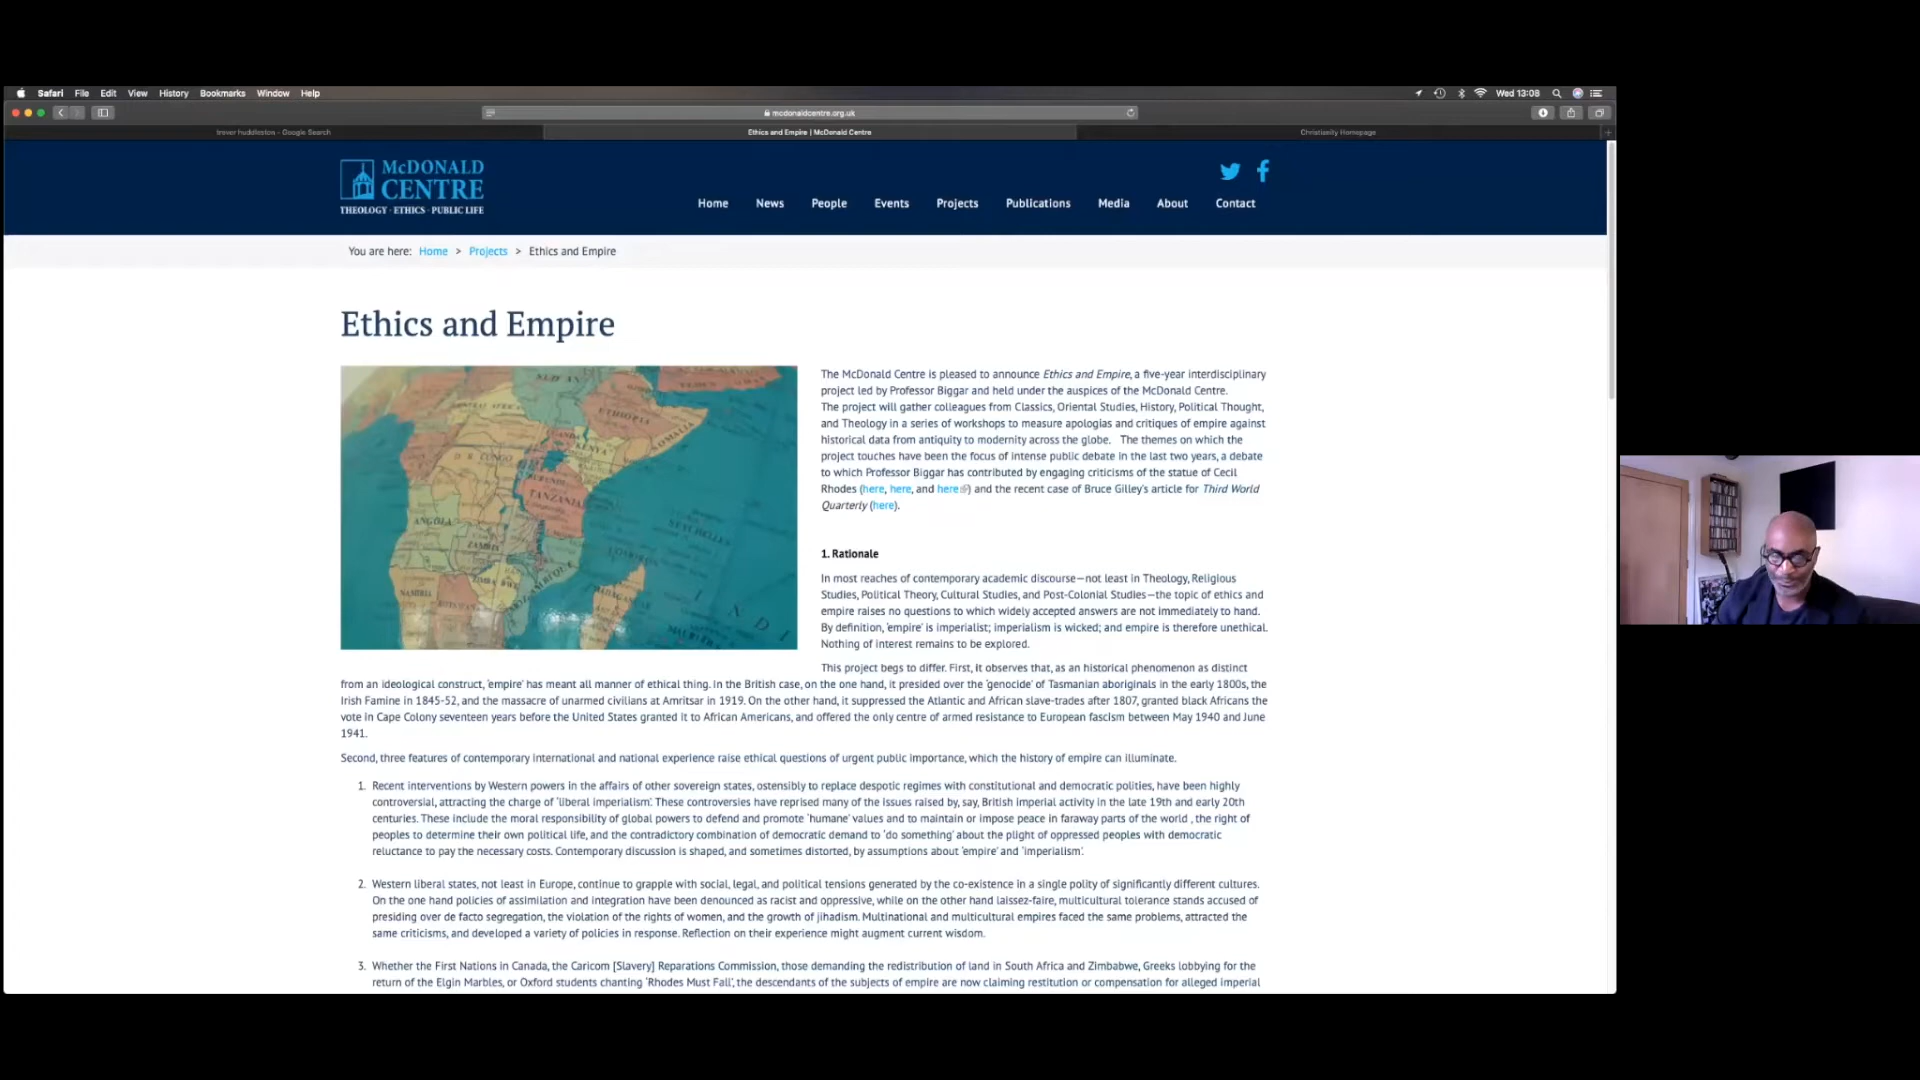 Safari File Edit View History Bookmarks Window Help
Wed 13:08
mcdonaldcentre.org.uk
trevor huddleston - Google Search
Ethics and Empire | McDonald Centre
Christianity Homepage
McDONALD
CENTRE
THEOLOGY · ETHICS · PUBLIC LIFE
Home News People Events Projects Publications Media About Contact
You are here: Home > Projects > Ethics and Empire
Ethics and Empire
SUDAN
YEMEN
ETHIOPIA
SOMALIA
KENYA
D. R. CONGO
TANZANIA
SEYCHELLES
ANGOLA
ZAMBIA
NAMIBIA
The McDonald Centre is pleased to announce Ethics and Empire, a five-year interdisciplinary
project led by Professor Biggar and held under the auspices of the McDonald Centre.
The project will gather colleagues from Classics, Oriental Studies, History, Political Thought,
and Theology in a series of workshops to measure apologias and critiques of empire against
historical data from antiquity to modernity across the globe. The themes on which the
project touches have been the focus of intense public debate in the last two years, a debate
to which Professor Biggar has contributed by engaging criticisms of the statue of Cecil
Rhodes (here, here, and here) and the recent case of Bruce Gilley's article for Third World
Quarterly (here).
1. Rationale
In most reaches of contemporary academic discourse—not least in Theology, Religious
Studies, Political Theory, Cultural Studies, and Post-Colonial Studies—the topic of ethics and
empire raises no questions to which widely accepted answers are not immediately to hand.
By definition, 'empire' is imperialist; imperialism is wicked; and empire is therefore unethical.
Nothing of interest remains to be explored.
This project begs to differ. First, it observes that, as an historical phenomenon as distinct
from an ideological construct, 'empire' has meant all manner of ethical thing. In the British case, on the one hand, it presided over the 'genocide' of Tasmanian aboriginals in the early 1800s, the
Irish Famine in 1845-52, and the massacre of unarmed civilians at Amritsar in 1919. On the other hand, it suppressed the Atlantic and African slave-trades after 1807, granted black Africans the
vote in Cape Colony seventeen years before the United States granted it to African Americans, and offered the only centre of armed resistance to European fascism between May 1940 and June
1941.
Second, three features of contemporary international and national experience raise ethical questions of urgent public importance, which the history of empire can illuminate.
1. Recent interventions by Western powers in the affairs of other sovereign states, ostensibly to replace despotic regimes with constitutional and democratic polities, have been highly
controversial, attracting the charge of 'liberal imperialism'. These controversies have reprised many of the issues raised by, say, British imperial activity in the late 19th and early 20th
centuries. These include the moral responsibility of global powers to defend and promote 'humane' values and to maintain or impose peace in faraway parts of the world , the right of
peoples to determine their own political life, and the contradictory combination of democratic demand to 'do something' about the plight of oppressed peoples with democratic
reluctance to pay the necessary costs. Contemporary discussion is shaped, and sometimes distorted, by assumptions about 'empire' and 'imperialism'.
2. Western liberal states, not least in Europe, continue to grapple with social, legal, and political tensions generated by the co-existence in a single polity of significantly different cultures.
On the one hand policies of assimilation and integration have been denounced as racist and oppressive, while on the other hand laissez-faire, multicultural tolerance stands accused of
presiding over de facto segregation, the violation of the rights of women, and the growth of jihadism. Multinational and multicultural empires faced the same problems, attracted the
same criticisms, and developed a variety of policies in response. Reflection on their experience might augment current wisdom.
3. Whether the First Nations in Canada, the Caricom [Slavery] Reparations Commission, those demanding the redistribution of land in South Africa and Zimbabwe, Greeks lobbying for the
return of the Elgin Marbles, or Oxford students chanting 'Rhodes Must Fall', the descendants of the subjects of empire are now claiming restitution or compensation for alleged imperial